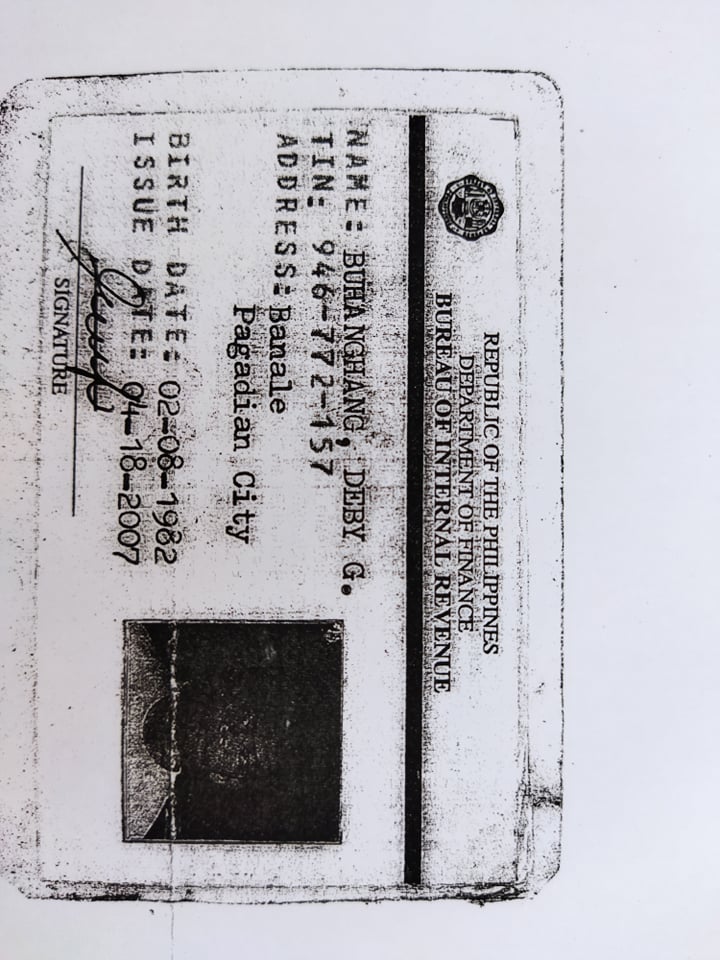 REPUBLIC OF THE PHILIPPINES
DEPARTMENT OF FINANCE
BUREAU OF INTERNAL REVENUE
NAME: BUHANGHANG, DEBY G.
TIN: 946-772-157
ADDRESS: Banale
Pagadian City
BIRTH DATE: 02-08-1982
ISSUE DATE: 04-18-2007
SIGNATURE